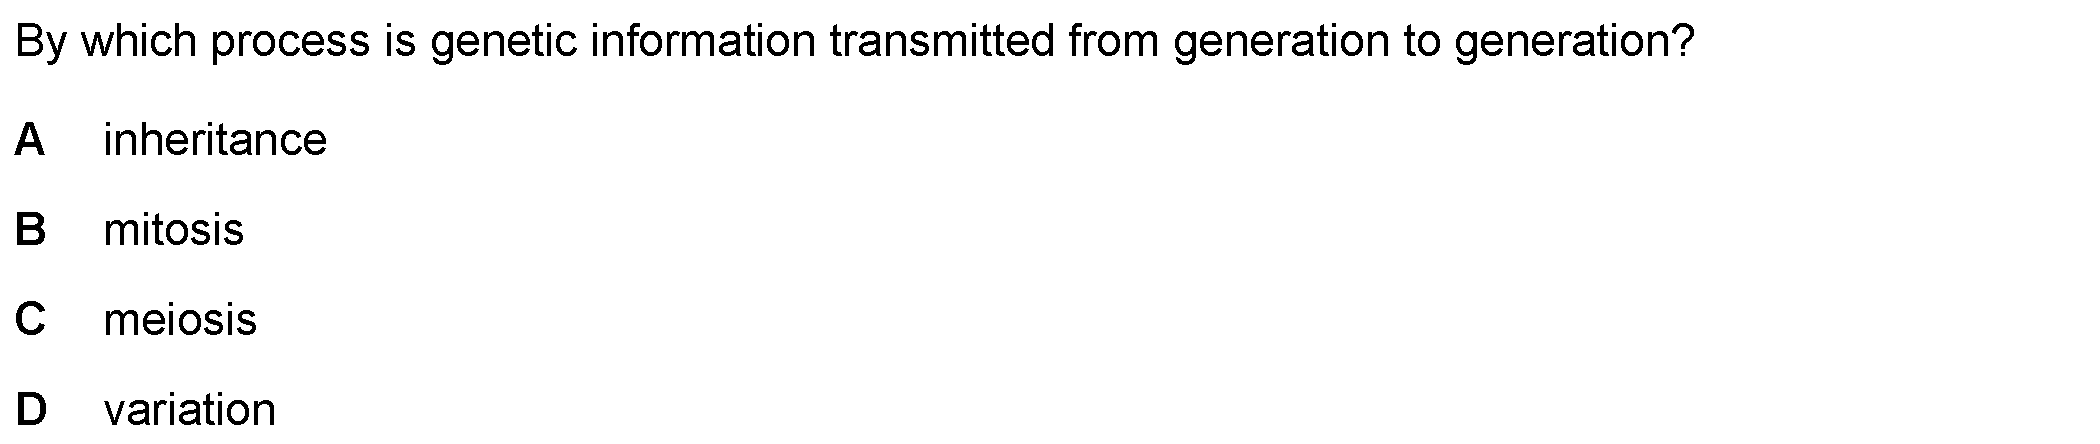 By which process is genetic information transmitted from generation to generation?
A inheritance
B mitosis
C meiosis
D variation